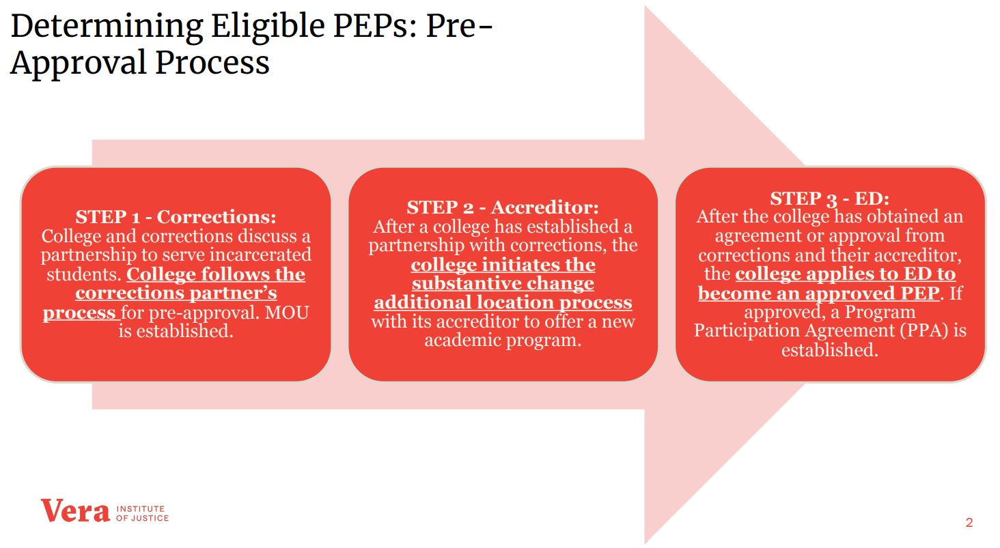 Determining Eligible PEPs: Pre-
Approval Process
STEP 1 - Corrections:
College and corrections discuss a
partnership to serve incarcerated
students. College follows the
corrections partner’s
process for pre-approval. MOU
is established.
STEP 2 - Accreditor:
After a college has established a
partnership with corrections, the
college initiates the
substantive change
additional location process
with its accreditor to offer a new
academic program.
STEP 3 - ED:
After the college has obtained an
agreement or approval from
corrections and their accreditor,
the college applies to ED to
become an approved PEP. If
approved, a Program
Participation Agreement (PPA) is
established.
Vera INSTITUTE
OF JUSTICE
2